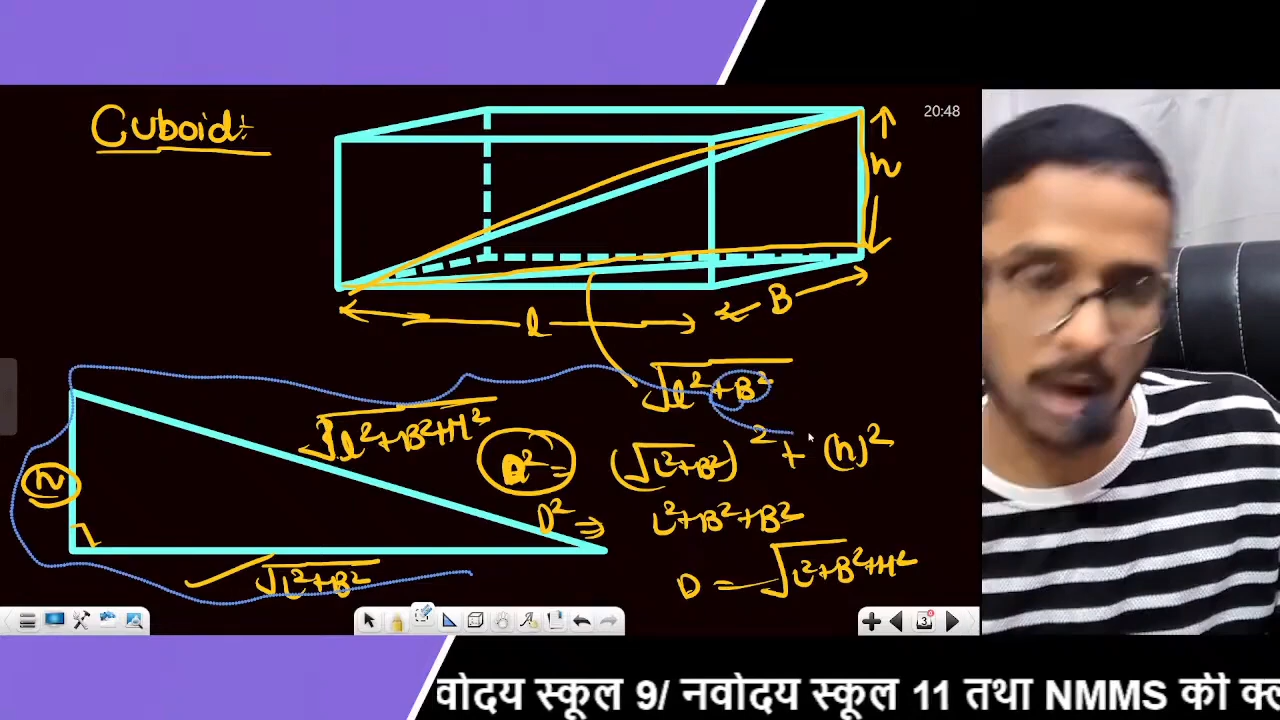 Cuboid:
20:48
h
B
l
√l²+B²
√l²+B²+H²
D² = (√L²+B²)² + (h)²
h
D² ⇒ L²+B²+B²
√L²+B²
D = √L²+B²+H²
3
वोदय स्कूल 9/ नवोदय स्कूल 11 तथा NMMS की क्ल